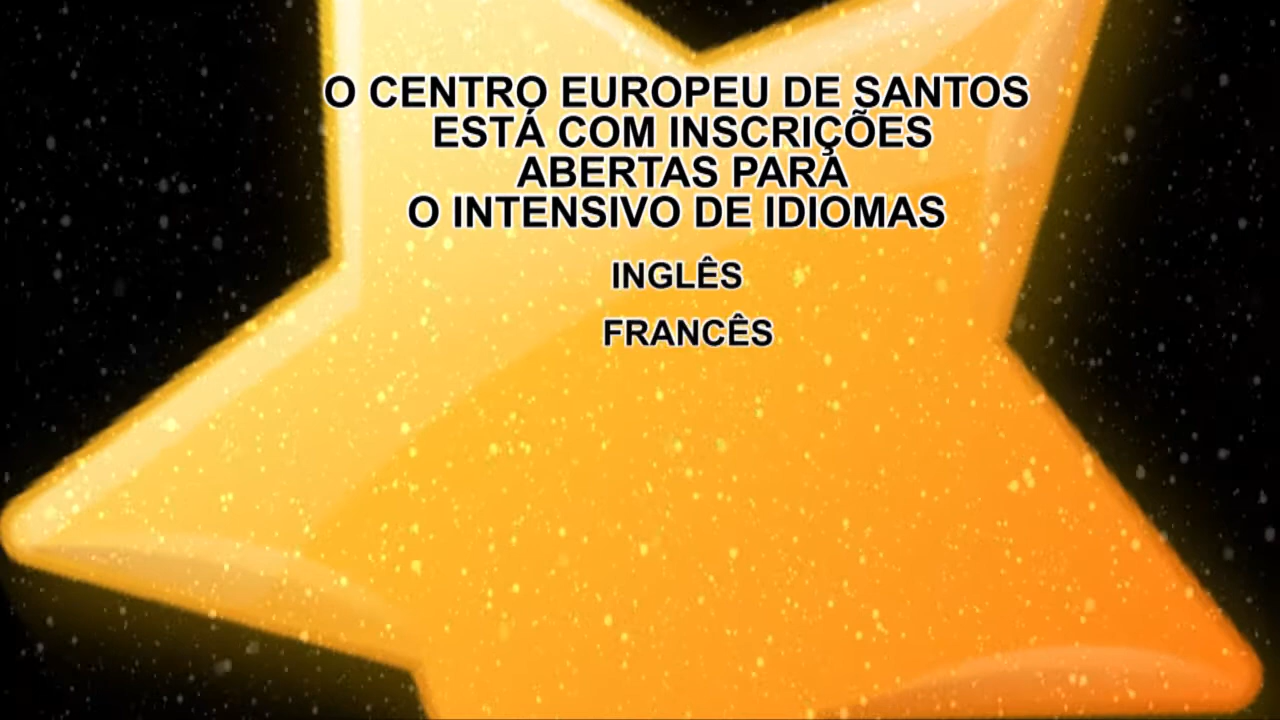 O CENTRO EUROPEU DE SANTOS
ESTÁ COM INSCRIÇÕES
ABERTAS PARA
O INTENSIVO DE IDIOMAS
INGLÊS
FRANCÊS